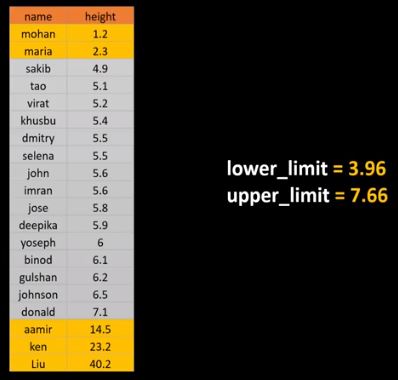 name height
mohan 1.2
maria 2.3
sakib 4.9
tao 5.1
virat 5.2
khusbu 5.4
dmitry 5.5
selena 5.5
john 5.6
imran 5.6
jose 5.8
deepika 5.9
yoseph 6
binod 6.1
gulshan 6.2
johnson 6.5
donald 7.1
aamir 14.5
ken 23.2
Liu 40.2
lower_limit = 3.96
upper_limit = 7.66